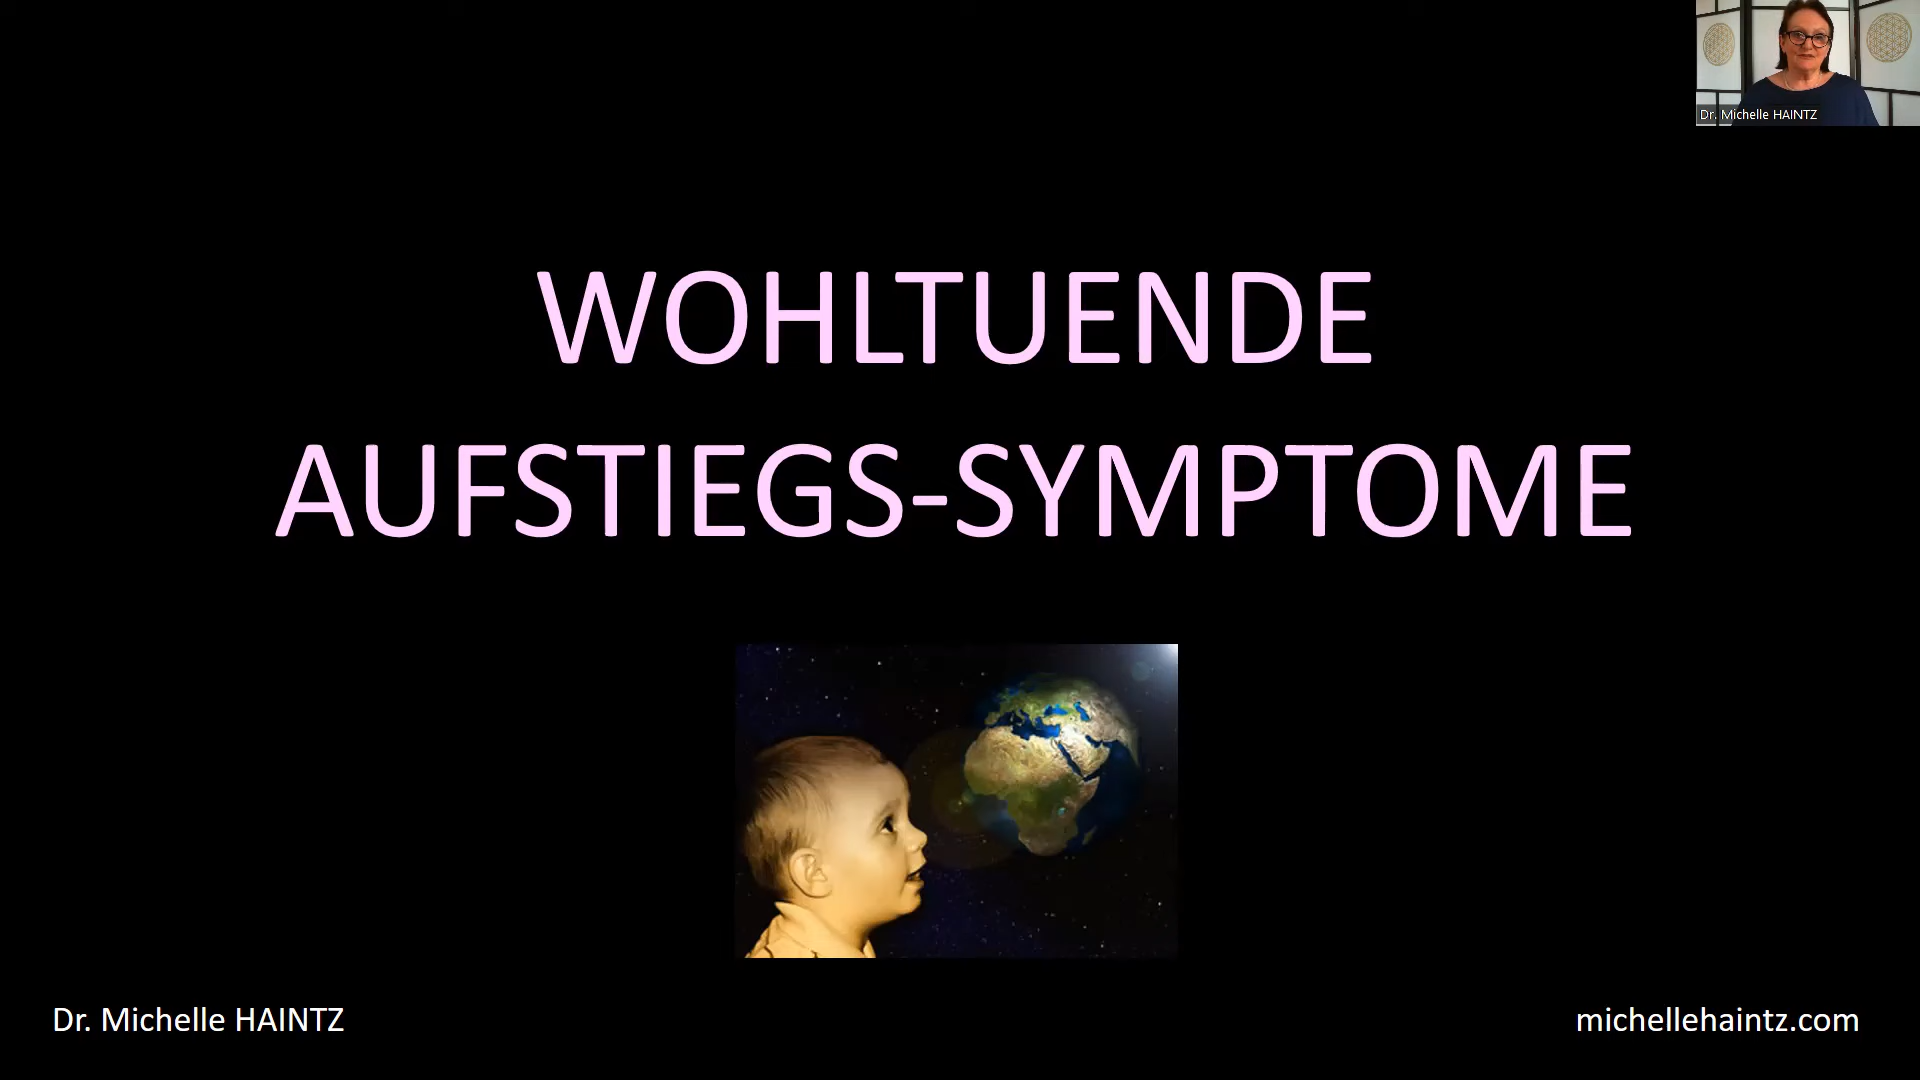 Dr. Michelle HAINTZ
WOHLTUENDE
AUFSTIEGS-SYMPTOME
Dr. Michelle HAINTZ
michellehaintz.com